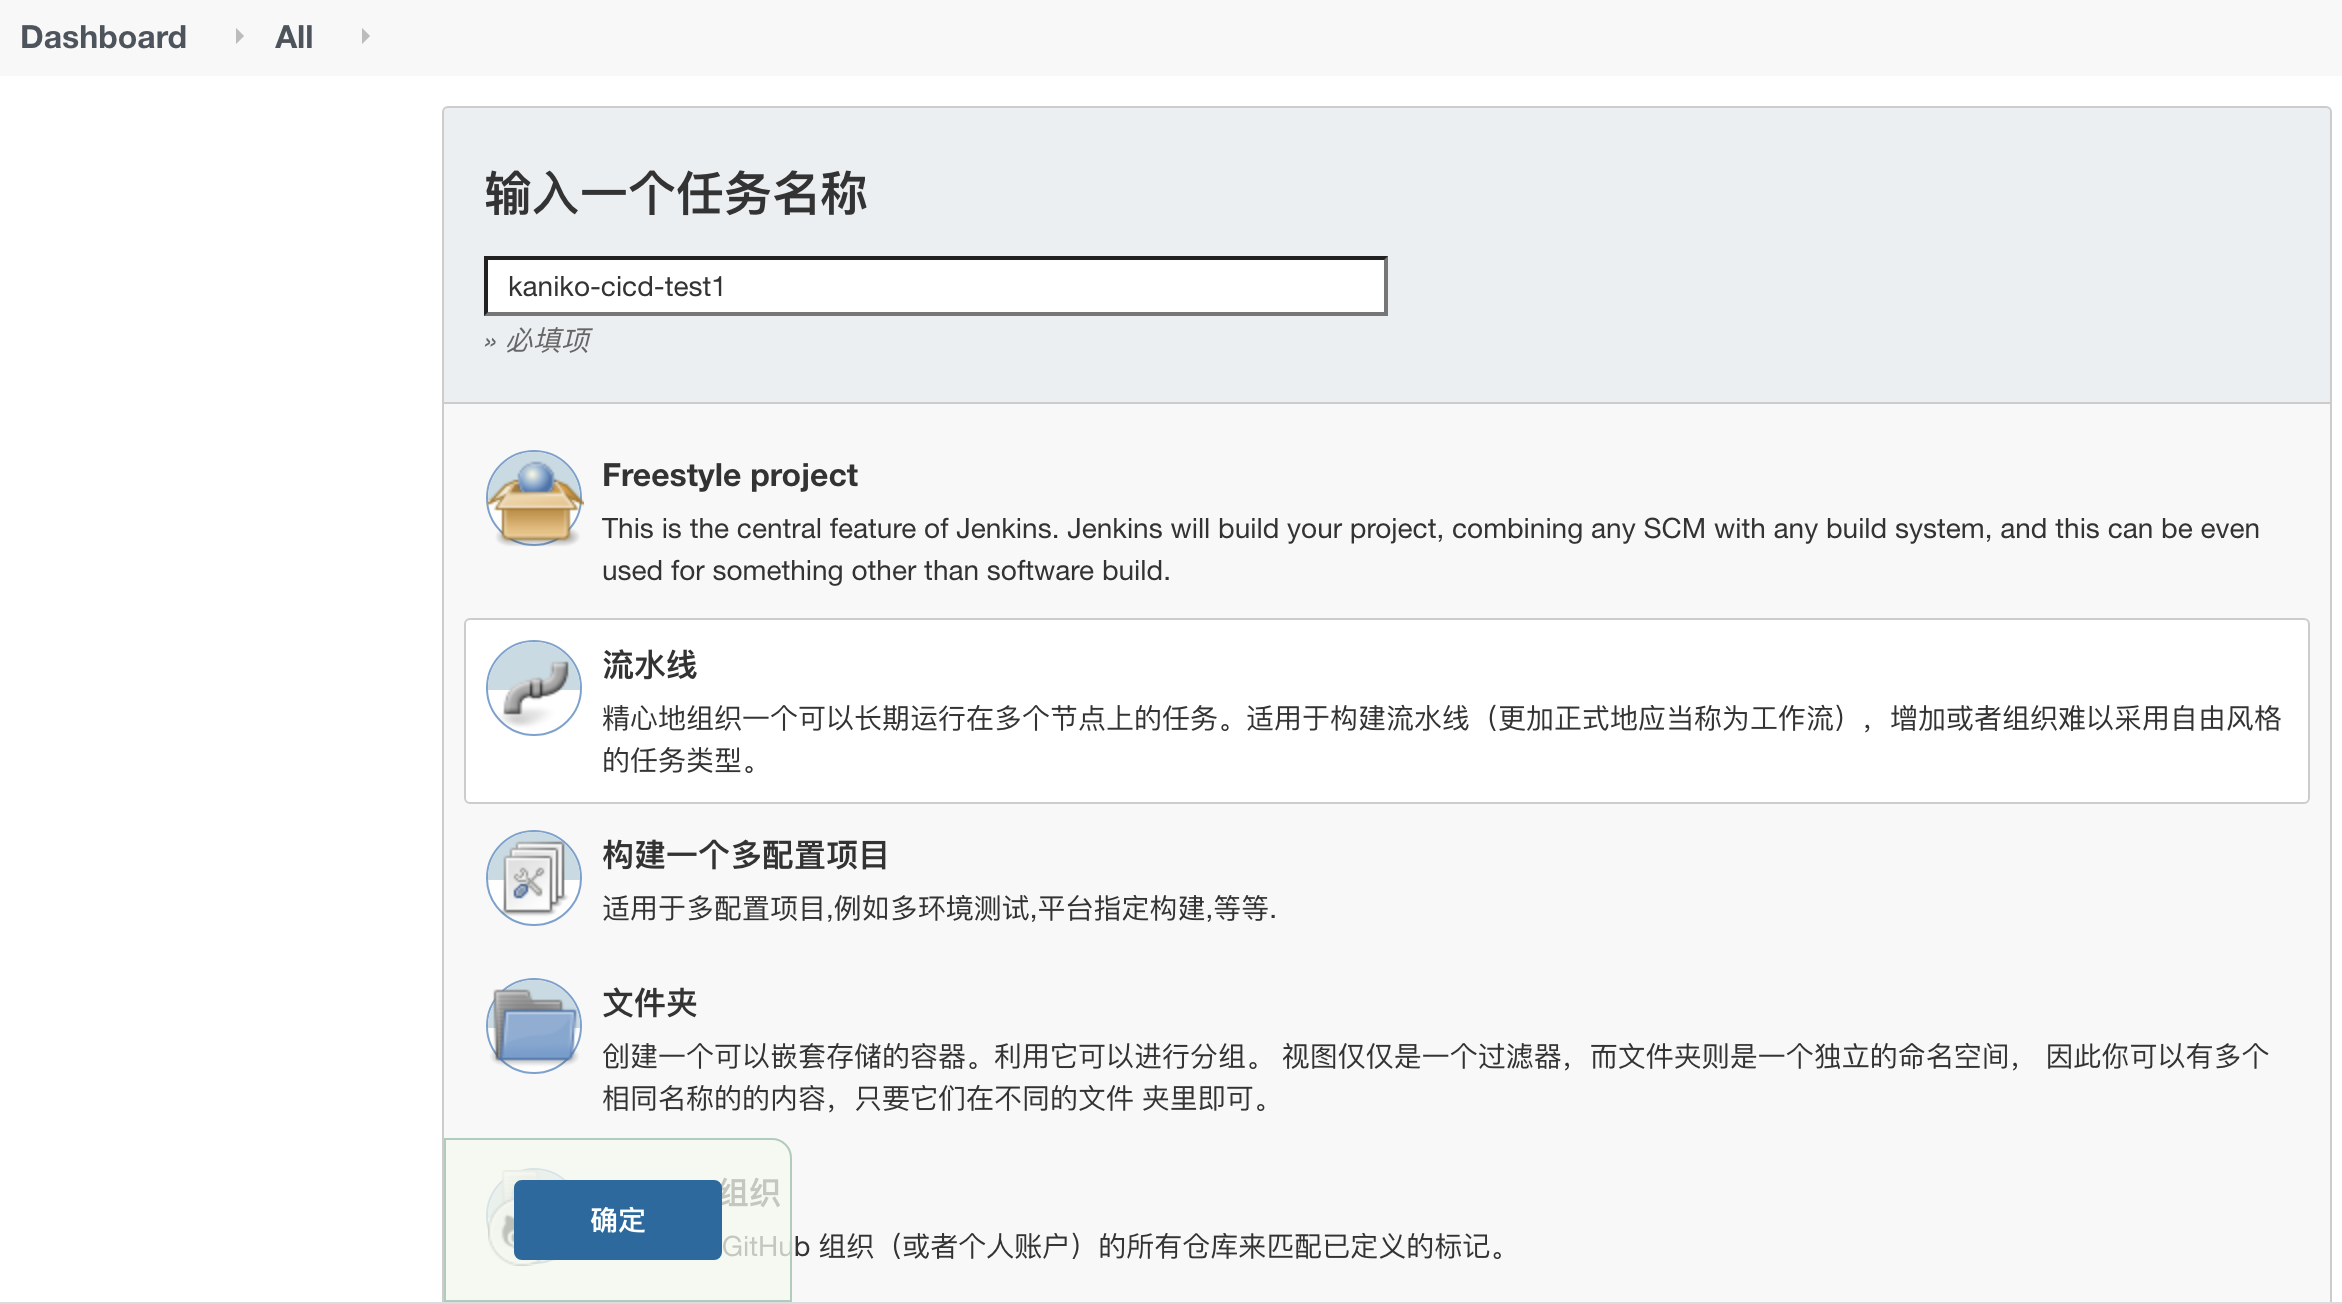 Dashboard All
输入一个任务名称
kaniko-cicd-test1
» 必填项
Freestyle project
This is the central feature of Jenkins. Jenkins will build your project, combining any SCM with any build system, and this can be even
used for something other than software build.
流水线
精心地组织一个可以长期运行在多个节点上的任务。适用于构建流水线（更加正式地应当称为工作流），增加或者组织难以采用自由风格
的任务类型。
构建一个多配置项目
适用于多配置项目,例如多环境测试,平台指定构建,等等.
文件夹
创建一个可以嵌套存储的容器。利用它可以进行分组。 视图仅仅是一个过滤器，而文件夹则是一个独立的命名空间， 因此你可以有多个
相同名称的的内容，只要它们在不同的文件 夹里即可。
组织
确定
GitHub 组织（或者个人账户）的所有仓库来匹配已定义的标记。